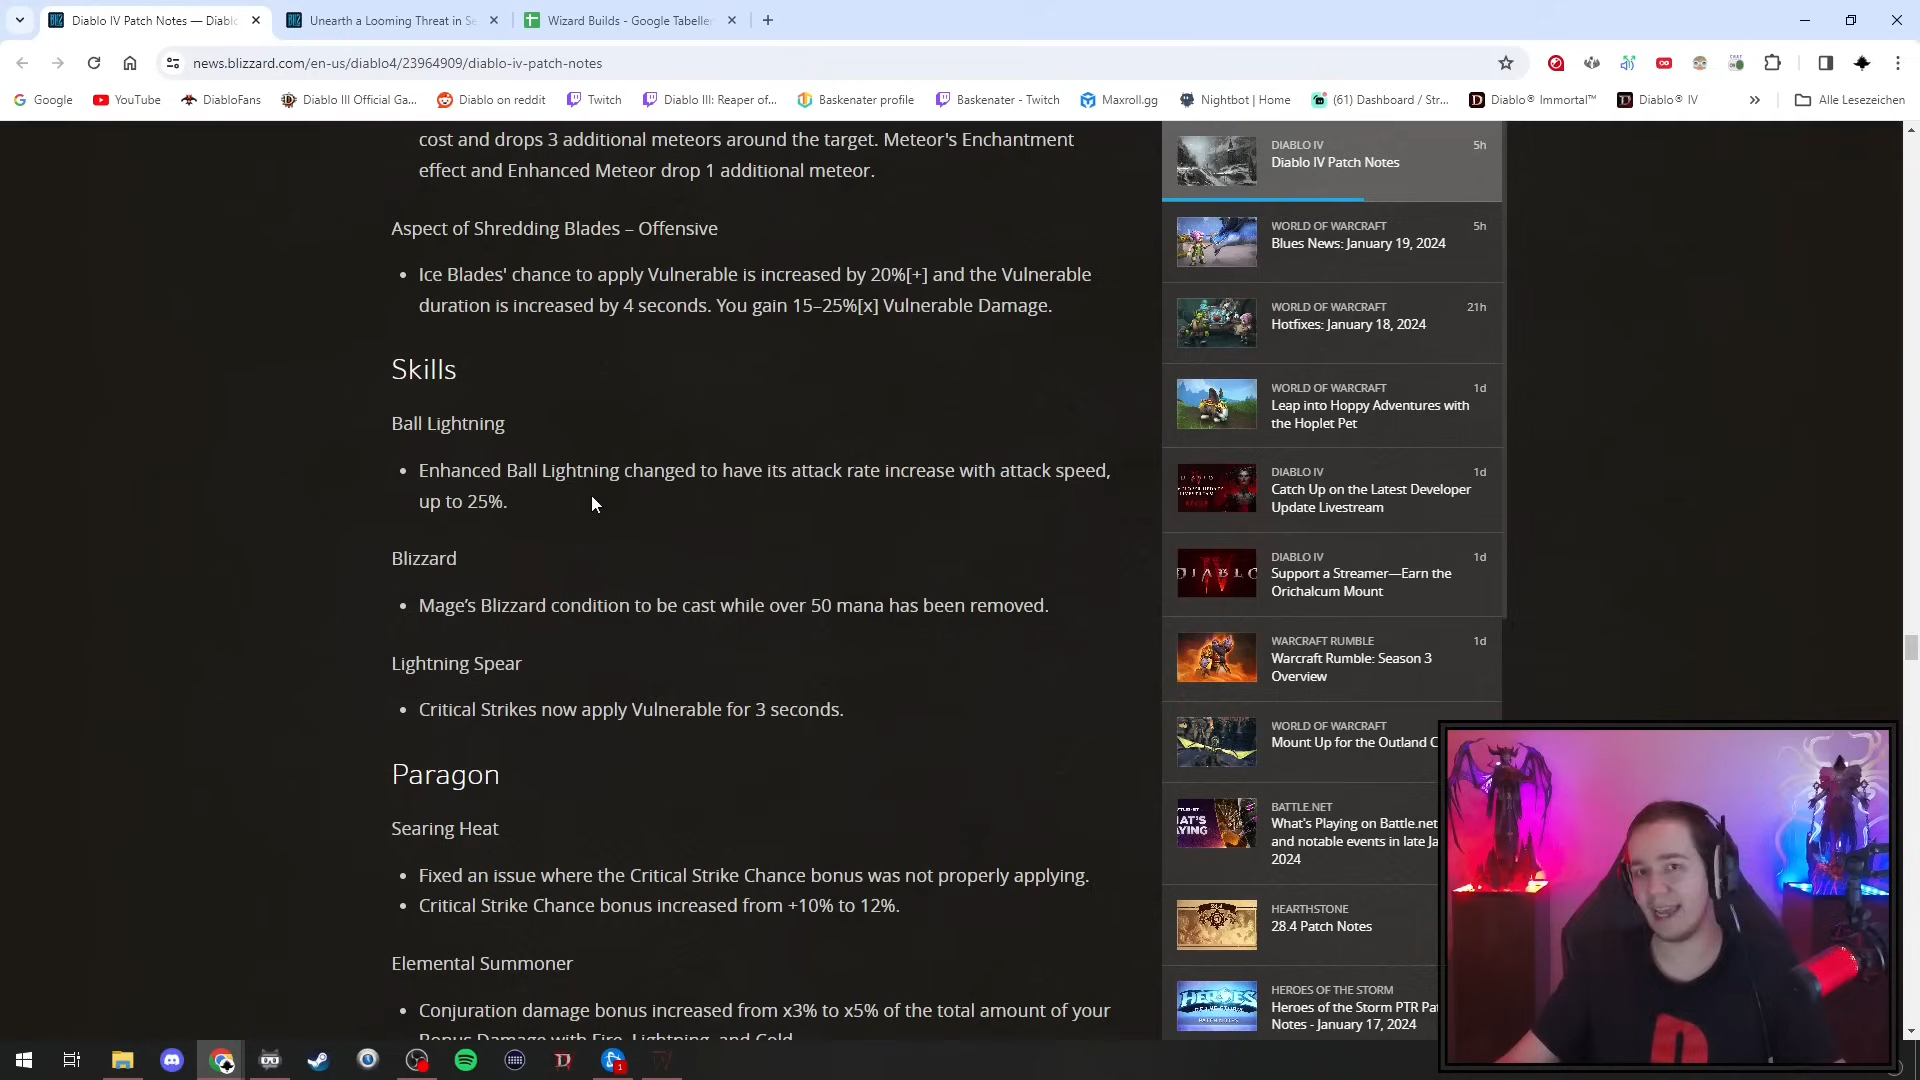 Diablo IV Patch Notes — Diablo
Unearth a Looming Threat in Se
Wizard Builds - Google Tabellen
news.blizzard.com/en-us/diablo4/23964909/diablo-iv-patch-notes
Google
YouTube
DiabloFans
Diablo III Official Ga...
Diablo on reddit
Twitch
Diablo III: Reaper of...
Baskenater profile
Baskenater - Twitch
Maxroll.gg
Nightbot | Home
(61) Dashboard / Str...
Diablo® Immortal™
Diablo® IV
Alle Lesezeichen
cost and drops 3 additional meteors around the target. Meteor's Enchantment
effect and Enhanced Meteor drop 1 additional meteor.
Aspect of Shredding Blades – Offensive
• Ice Blades' chance to apply Vulnerable is increased by 20%[+] and the Vulnerable
duration is increased by 4 seconds. You gain 15–25%[x] Vulnerable Damage.
Skills
Ball Lightning
• Enhanced Ball Lightning changed to have its attack rate increase with attack speed,
up to 25%.
Blizzard
• Mage’s Blizzard condition to be cast while over 50 mana has been removed.
Lightning Spear
• Critical Strikes now apply Vulnerable for 3 seconds.
Paragon
Searing Heat
• Fixed an issue where the Critical Strike Chance bonus was not properly applying.
• Critical Strike Chance bonus increased from +10% to 12%.
Elemental Summoner
• Conjuration damage bonus increased from x3% to x5% of the total amount of your
Bonus Damage with Fire, Lightning, and Cold.
DIABLO IV
5h
Diablo IV Patch Notes
WORLD OF WARCRAFT
5h
Blues News: January 19, 2024
WORLD OF WARCRAFT
21h
Hotfixes: January 18, 2024
WORLD OF WARCRAFT
1d
Leap into Hoppy Adventures with
the Hoplet Pet
DIABLO IV
1d
Catch Up on the Latest Developer
Update Livestream
DIABLO IV
1d
Support a Streamer—Earn the
Orichalcum Mount
WARCRAFT RUMBLE
1d
Warcraft Rumble: Season 3
Overview
WORLD OF WARCRAFT
Mount Up for the Outland C
BATTLE.NET
What's Playing on Battle.net
and notable events in late Ja
2024
HEARTHSTONE
28.4 Patch Notes
HEROES OF THE STORM
Heroes of the Storm PTR Pat
Notes - January 17, 2024